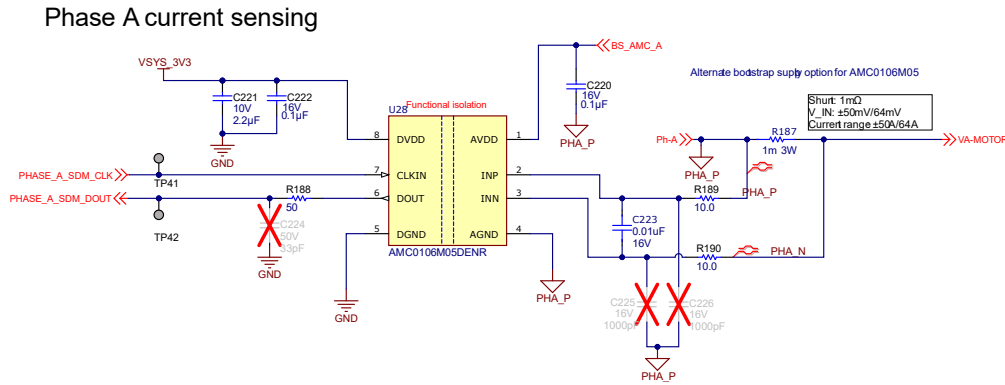 Phase A current sensing
VSYS_3V3
BS_AMC_A
C221
10V
2.2µF
C222
16V
0.1µF
GND
U28
Functional isolation
C220
16V
0.1µF
PHA_P
Alternate bootstrap supply option for AMC0106M05
Shunt: 1mΩ
V_IN: ±50mV/64mV
Current range ±50A/64A
8
DVDD
AVDD
1
Ph-A
R187
1m 3W
VA-MOTOR
PHA_P
PHASE_A_SDM_CLK
TP41
7
CLKIN
INP
2
PHASE_A_SDM_DOUT
R188
50
6
DOUT
INN
3
R189
10.0
PHA_P
TP42
C224
50V
33pF
GND
C223
0.01uF
16V
5
DGND
AGND
4
AMC0106M05DENR
R190
10.0
PHA_N
GND
PHA_P
C225
16V
1000pF
C226
16V
1000pF
PHA_P